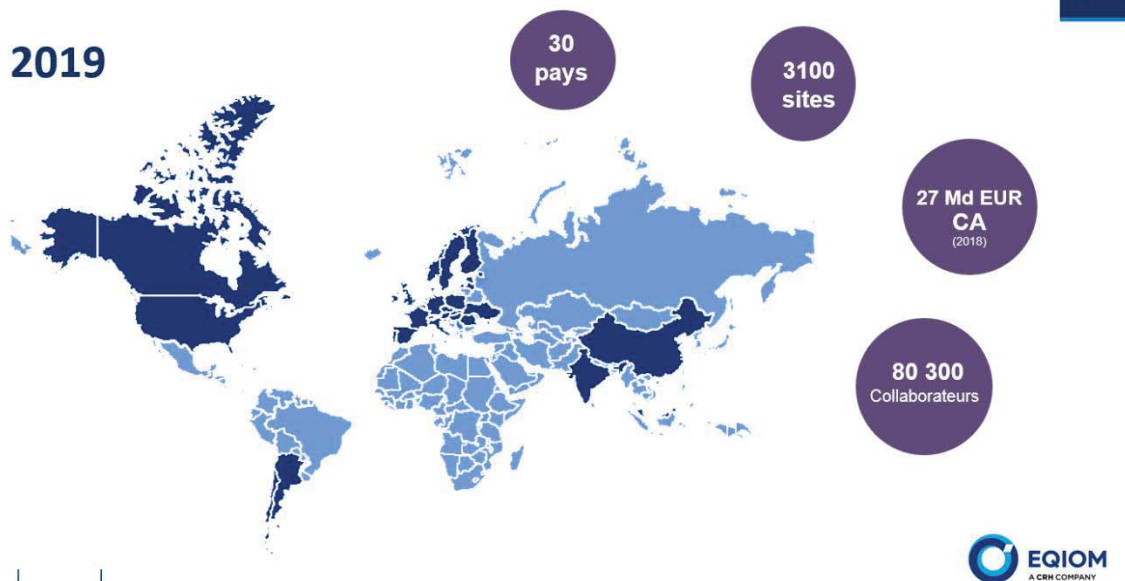 2019
30
pays
3100
sites
27 Md EUR
CA
(2018)
80 300
Collaborateurs
EQIOM
A CRH COMPANY